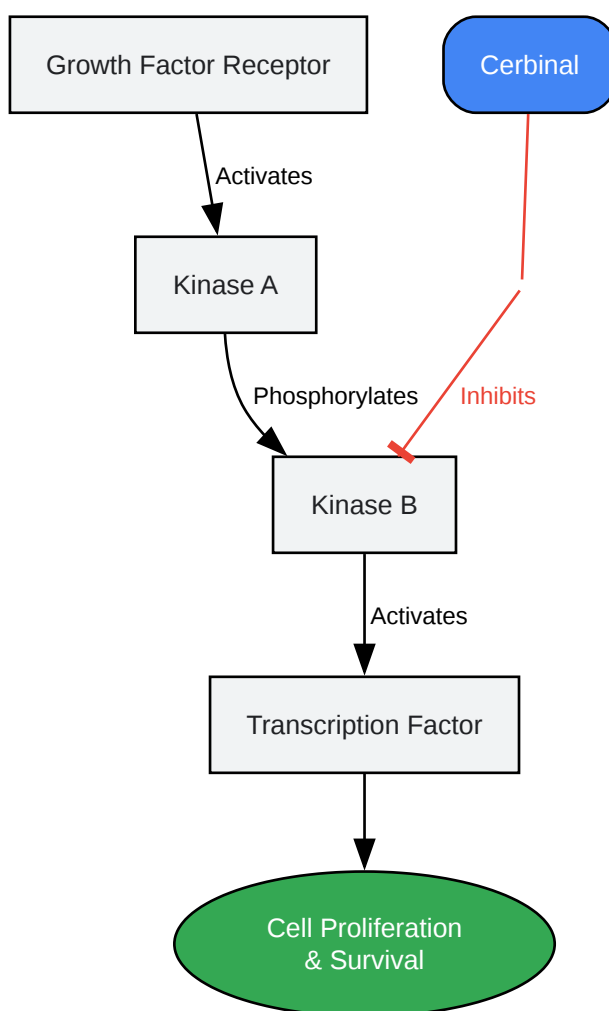 Growth Factor Receptor
Cerbinal
Activates
Kinase A
Phosphorylates
Inhibits
Kinase B
Activates
Transcription Factor
Cell Proliferation
& Survival